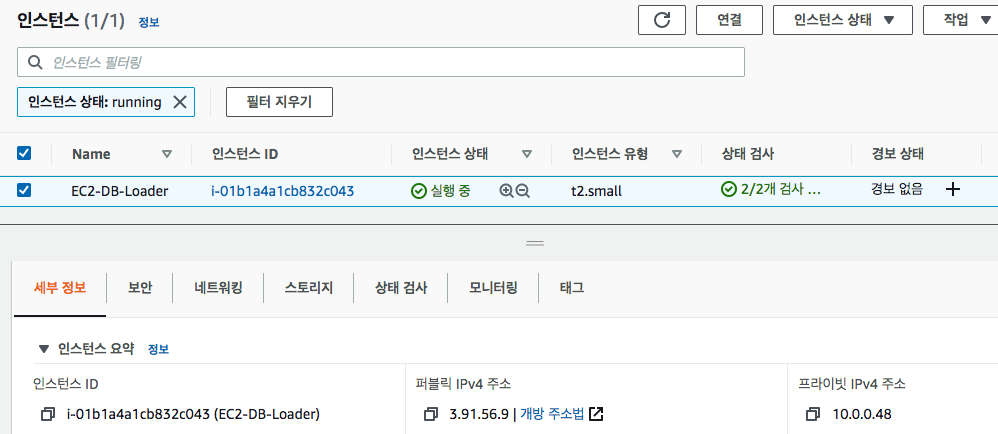 인스턴스 (1/1) 정보 연결 인스턴스 상태 작업
인스턴스 필터링
인스턴스 상태: running 필터 지우기
Name 인스턴스 ID 인스턴스 상태 인스턴스 유형 상태 검사 경보 상태
EC2-DB-Loader i-01b1a4a1cb832c043 실행 중 t2.small 2/2개 검사 ... 경보 없음
세부 정보 보안 네트워킹 스토리지 상태 검사 모니터링 태그
인스턴스 요약 정보
인스턴스 ID 퍼블릭 IPv4 주소 프라이빗 IPv4 주소
i-01b1a4a1cb832c043 (EC2-DB-Loader) 3.91.56.9 | 개방 주소법 10.0.0.48